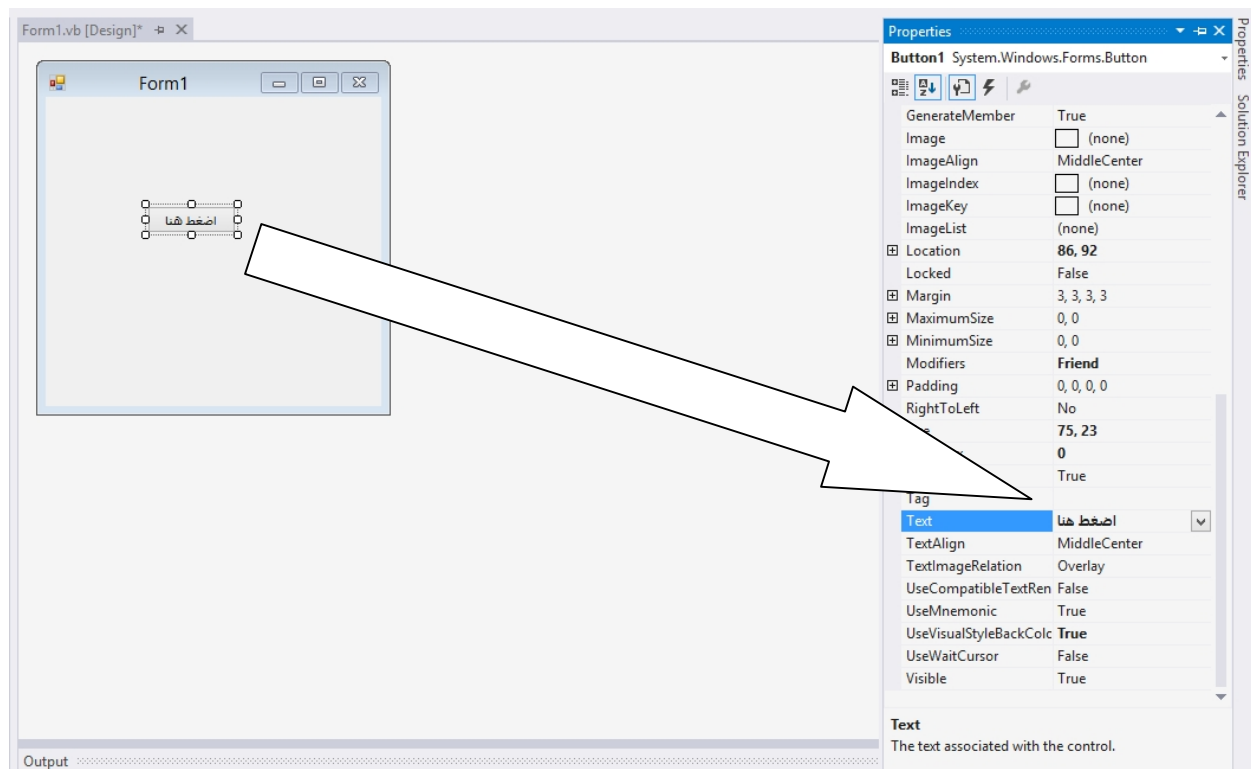 Form1.vb [Design]*
Form1
اضغط هنا
Output
Properties
Button1 System.Windows.Forms.Button
GenerateMember True
Image (none)
ImageAlign MiddleCenter
ImageIndex (none)
ImageKey (none)
ImageList (none)
Location 86, 92
Locked False
Margin 3, 3, 3, 3
MaximumSize 0, 0
MinimumSize 0, 0
Modifiers Friend
Padding 0, 0, 0, 0
RightToLeft No
75, 23
0
True
Tag
Text اضغط هنا
TextAlign MiddleCenter
TextImageRelation Overlay
UseCompatibleTextRen False
UseMnemonic True
UseVisualStyleBackColc True
UseWaitCursor False
Visible True
Text
The text associated with the control.
Properties
Solution Explorer